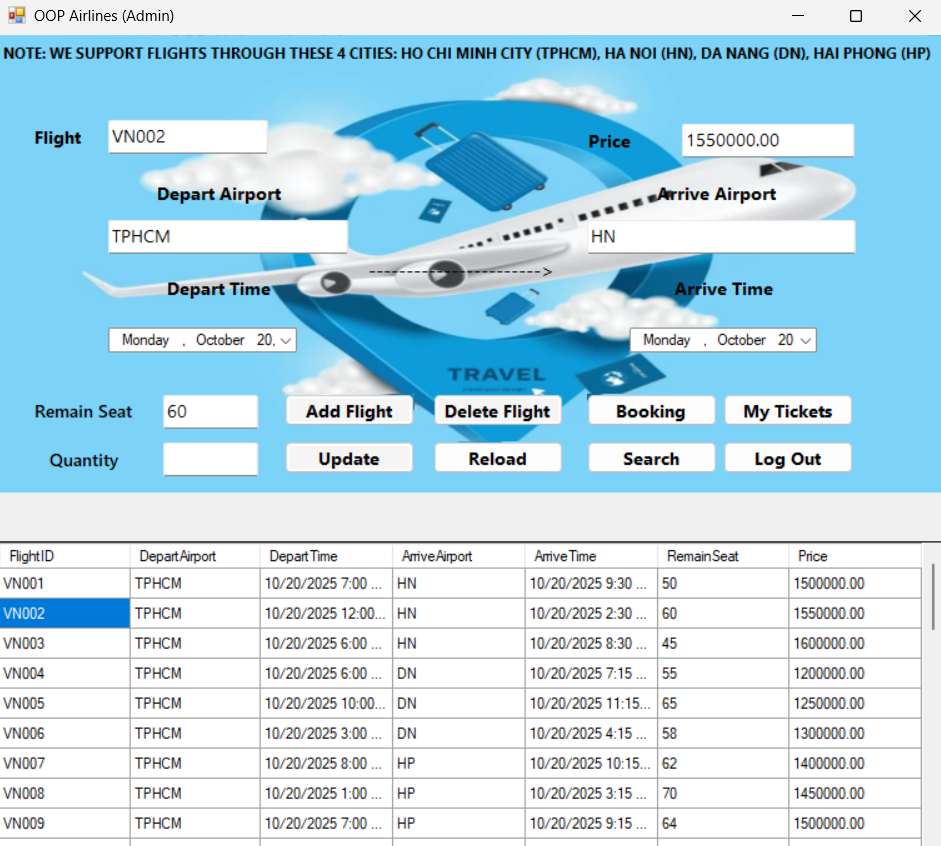 OOP Airlines (Admin)
NOTE: WE SUPPORT FLIGHTS THROUGH THESE 4 CITIES: HO CHI MINH CITY (TPHCM), HA NOI (HN), DA NANG (DN), HAI PHONG (HP)
Flight VN002 Price 1550000.00
Depart Airport Arrive Airport
TPHCM HN
-----------------------> 
Depart Time Arrive Time
Monday , October 20, Monday , October 20
TRAVEL
Remain Seat 60 Add Flight Delete Flight Booking My Tickets
Quantity Update Reload Search Log Out
FlightID DepartAirport DepartTime ArriveAirport ArriveTime RemainSeat Price
VN001 TPHCM 10/20/2025 7:00 ... HN 10/20/2025 9:30 ... 50 1500000.00
VN002 TPHCM 10/20/2025 12:00... HN 10/20/2025 2:30 ... 60 1550000.00
VN003 TPHCM 10/20/2025 6:00 ... HN 10/20/2025 8:30 ... 45 1600000.00
VN004 TPHCM 10/20/2025 6:00 ... DN 10/20/2025 7:15 ... 55 1200000.00
VN005 TPHCM 10/20/2025 10:00... DN 10/20/2025 11:15... 65 1250000.00
VN006 TPHCM 10/20/2025 3:00 ... DN 10/20/2025 4:15 ... 58 1300000.00
VN007 TPHCM 10/20/2025 8:00 ... HP 10/20/2025 10:15... 62 1400000.00
VN008 TPHCM 10/20/2025 1:00 ... HP 10/20/2025 3:15 ... 70 1450000.00
VN009 TPHCM 10/20/2025 7:00 ... HP 10/20/2025 9:15 ... 64 1500000.00